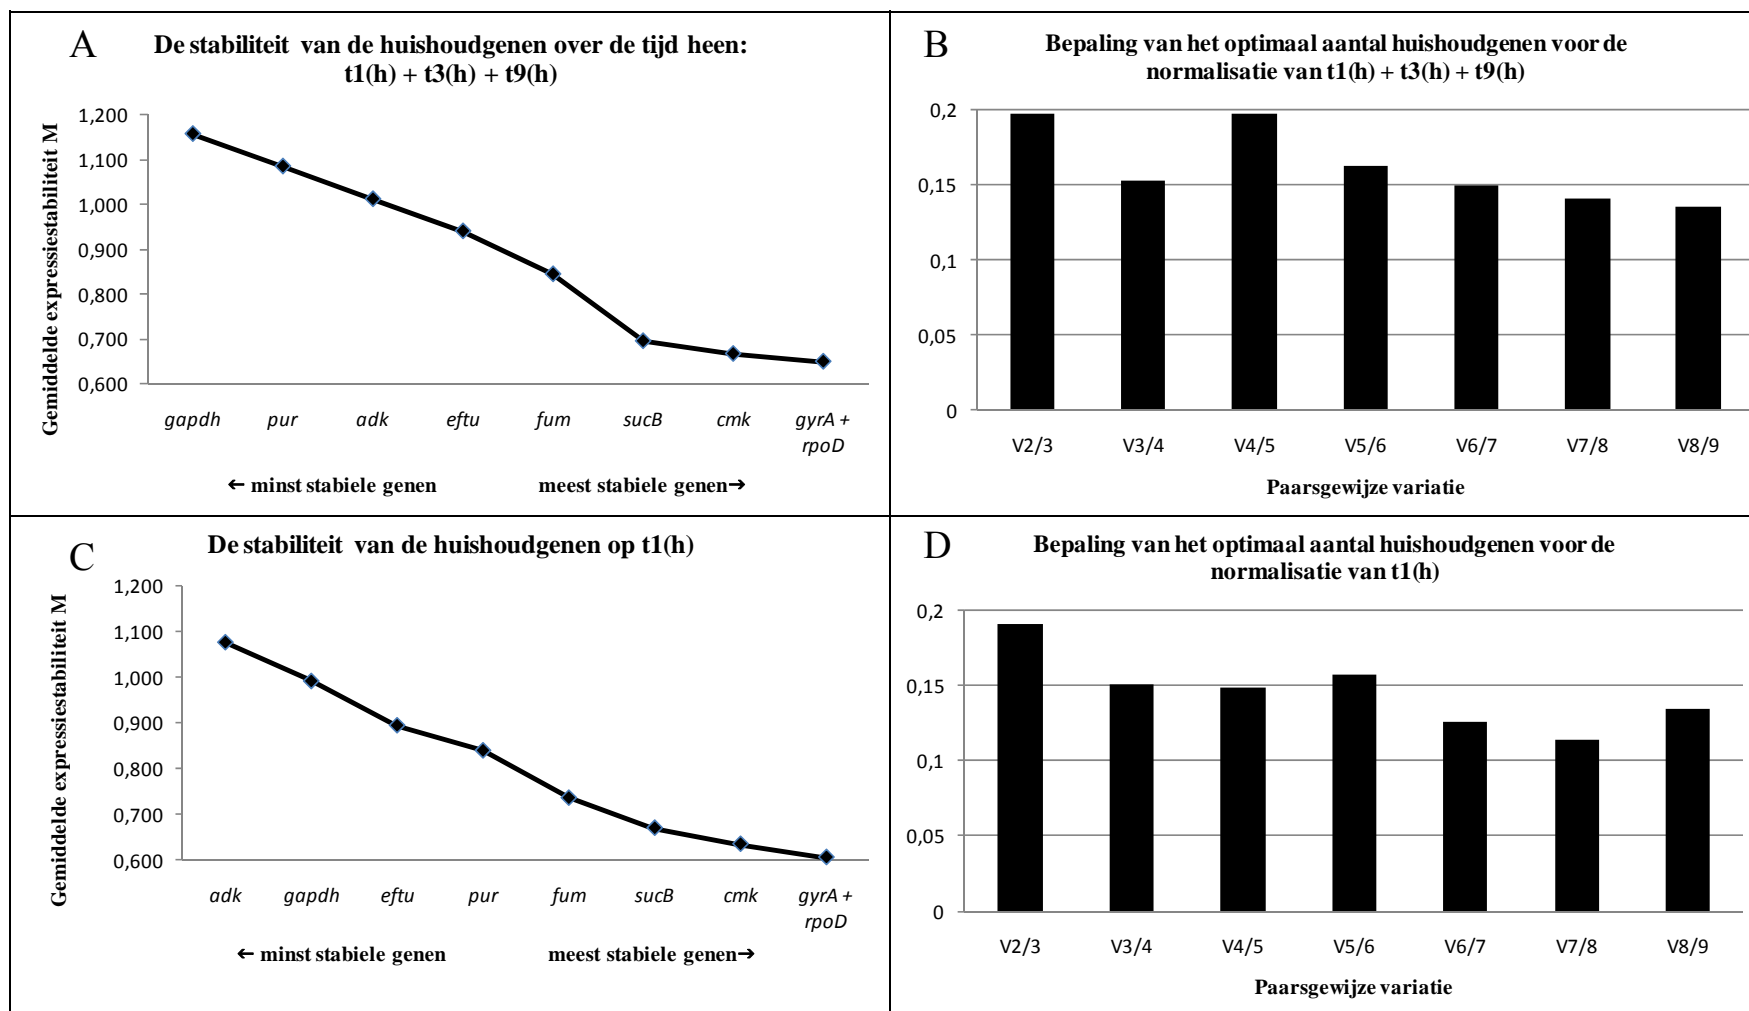 A
De stabiliteit van de huishoudgenen over de tijd heen:
t1(h) + t3(h) + t9(h)
Gemiddelde expressiestabiliteit M
1,200
1,100
1,000
0,900
0,800
0,700
0,600
gapdh pur adk eftu fum sucB cmk gyrA +
rpoD
← minst stabiele genen meest stabiele genen→
B
Bepaling van het optimaal aantal huishoudgenen voor de
normalisatie van t1(h) + t3(h) + t9(h)
0,2
0,15
0,1
0,05
0
V2/3 V3/4 V4/5 V5/6 V6/7 V7/8 V8/9
Paarsgewijze variatie
C
De stabiliteit van de huishoudgenen op t1(h)
Gemiddelde expressiestabiliteit M
1,200
1,100
1,000
0,900
0,800
0,700
0,600
adk gapdh eftu pur fum sucB cmk gyrA +
rpoD
← minst stabiele genen meest stabiele genen→
D
Bepaling van het optimaal aantal huishoudgenen voor de
normalisatie van t1(h)
0,2
0,15
0,1
0,05
0
V2/3 V3/4 V4/5 V5/6 V6/7 V7/8 V8/9
Paarsgewijze variatie